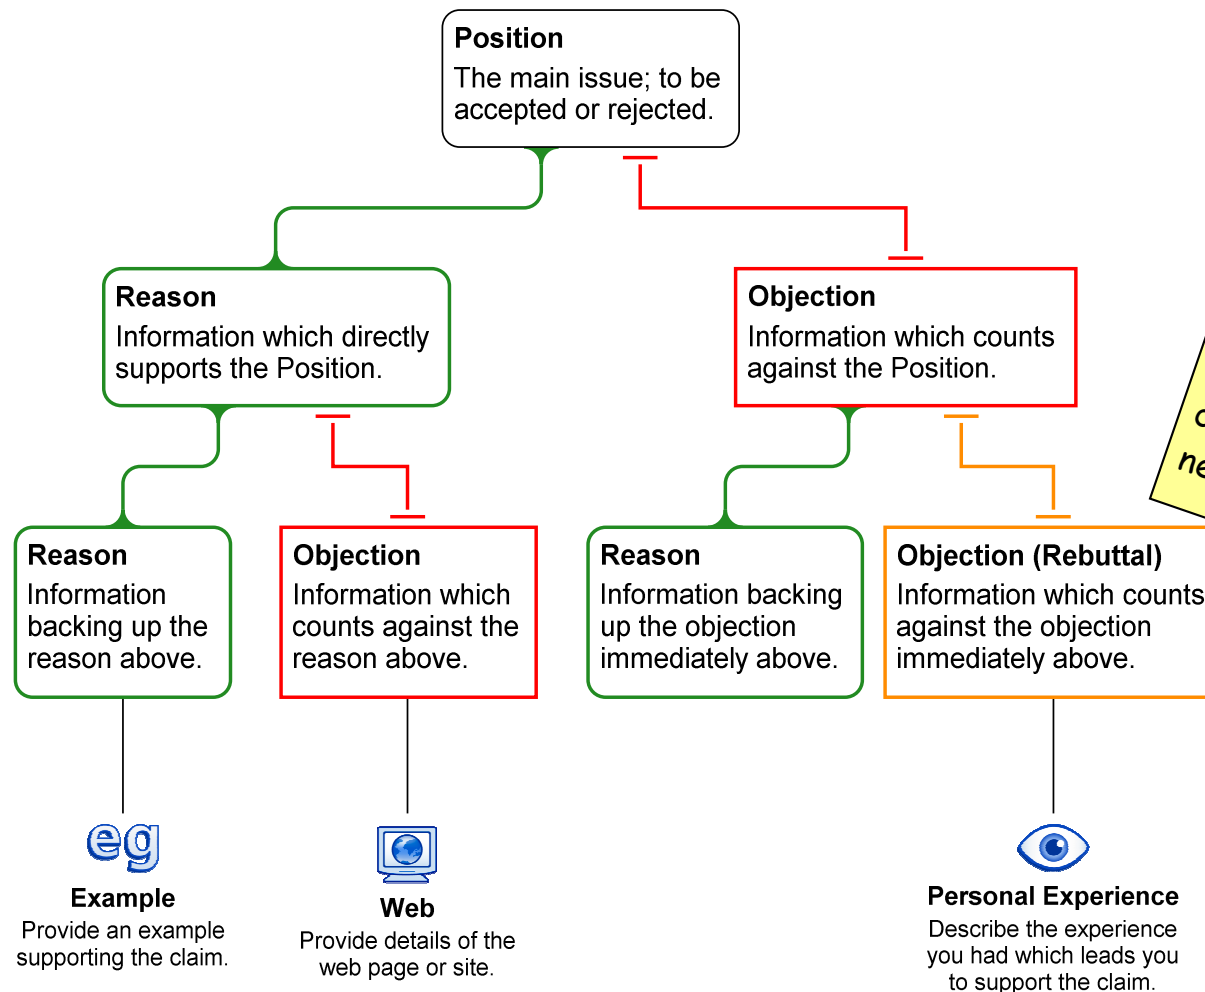 Position
The main issue; to be
accepted or rejected.
Reason
Information which directly
supports the Position.
Objection
Information which counts
against the Position.
Reason
Information
backing up the
reason above.
Objection
Information which
counts against the
reason above.
Reason
Information backing
up the objection
immediately above.
Objection (Rebuttal)
Information which counts
against the objection
immediately above.
eg
Example
Provide an example
supporting the claim.
Web
Provide details of the
web page or site.
Personal Experience
Describe the experience
you had which leads you
to support the claim.